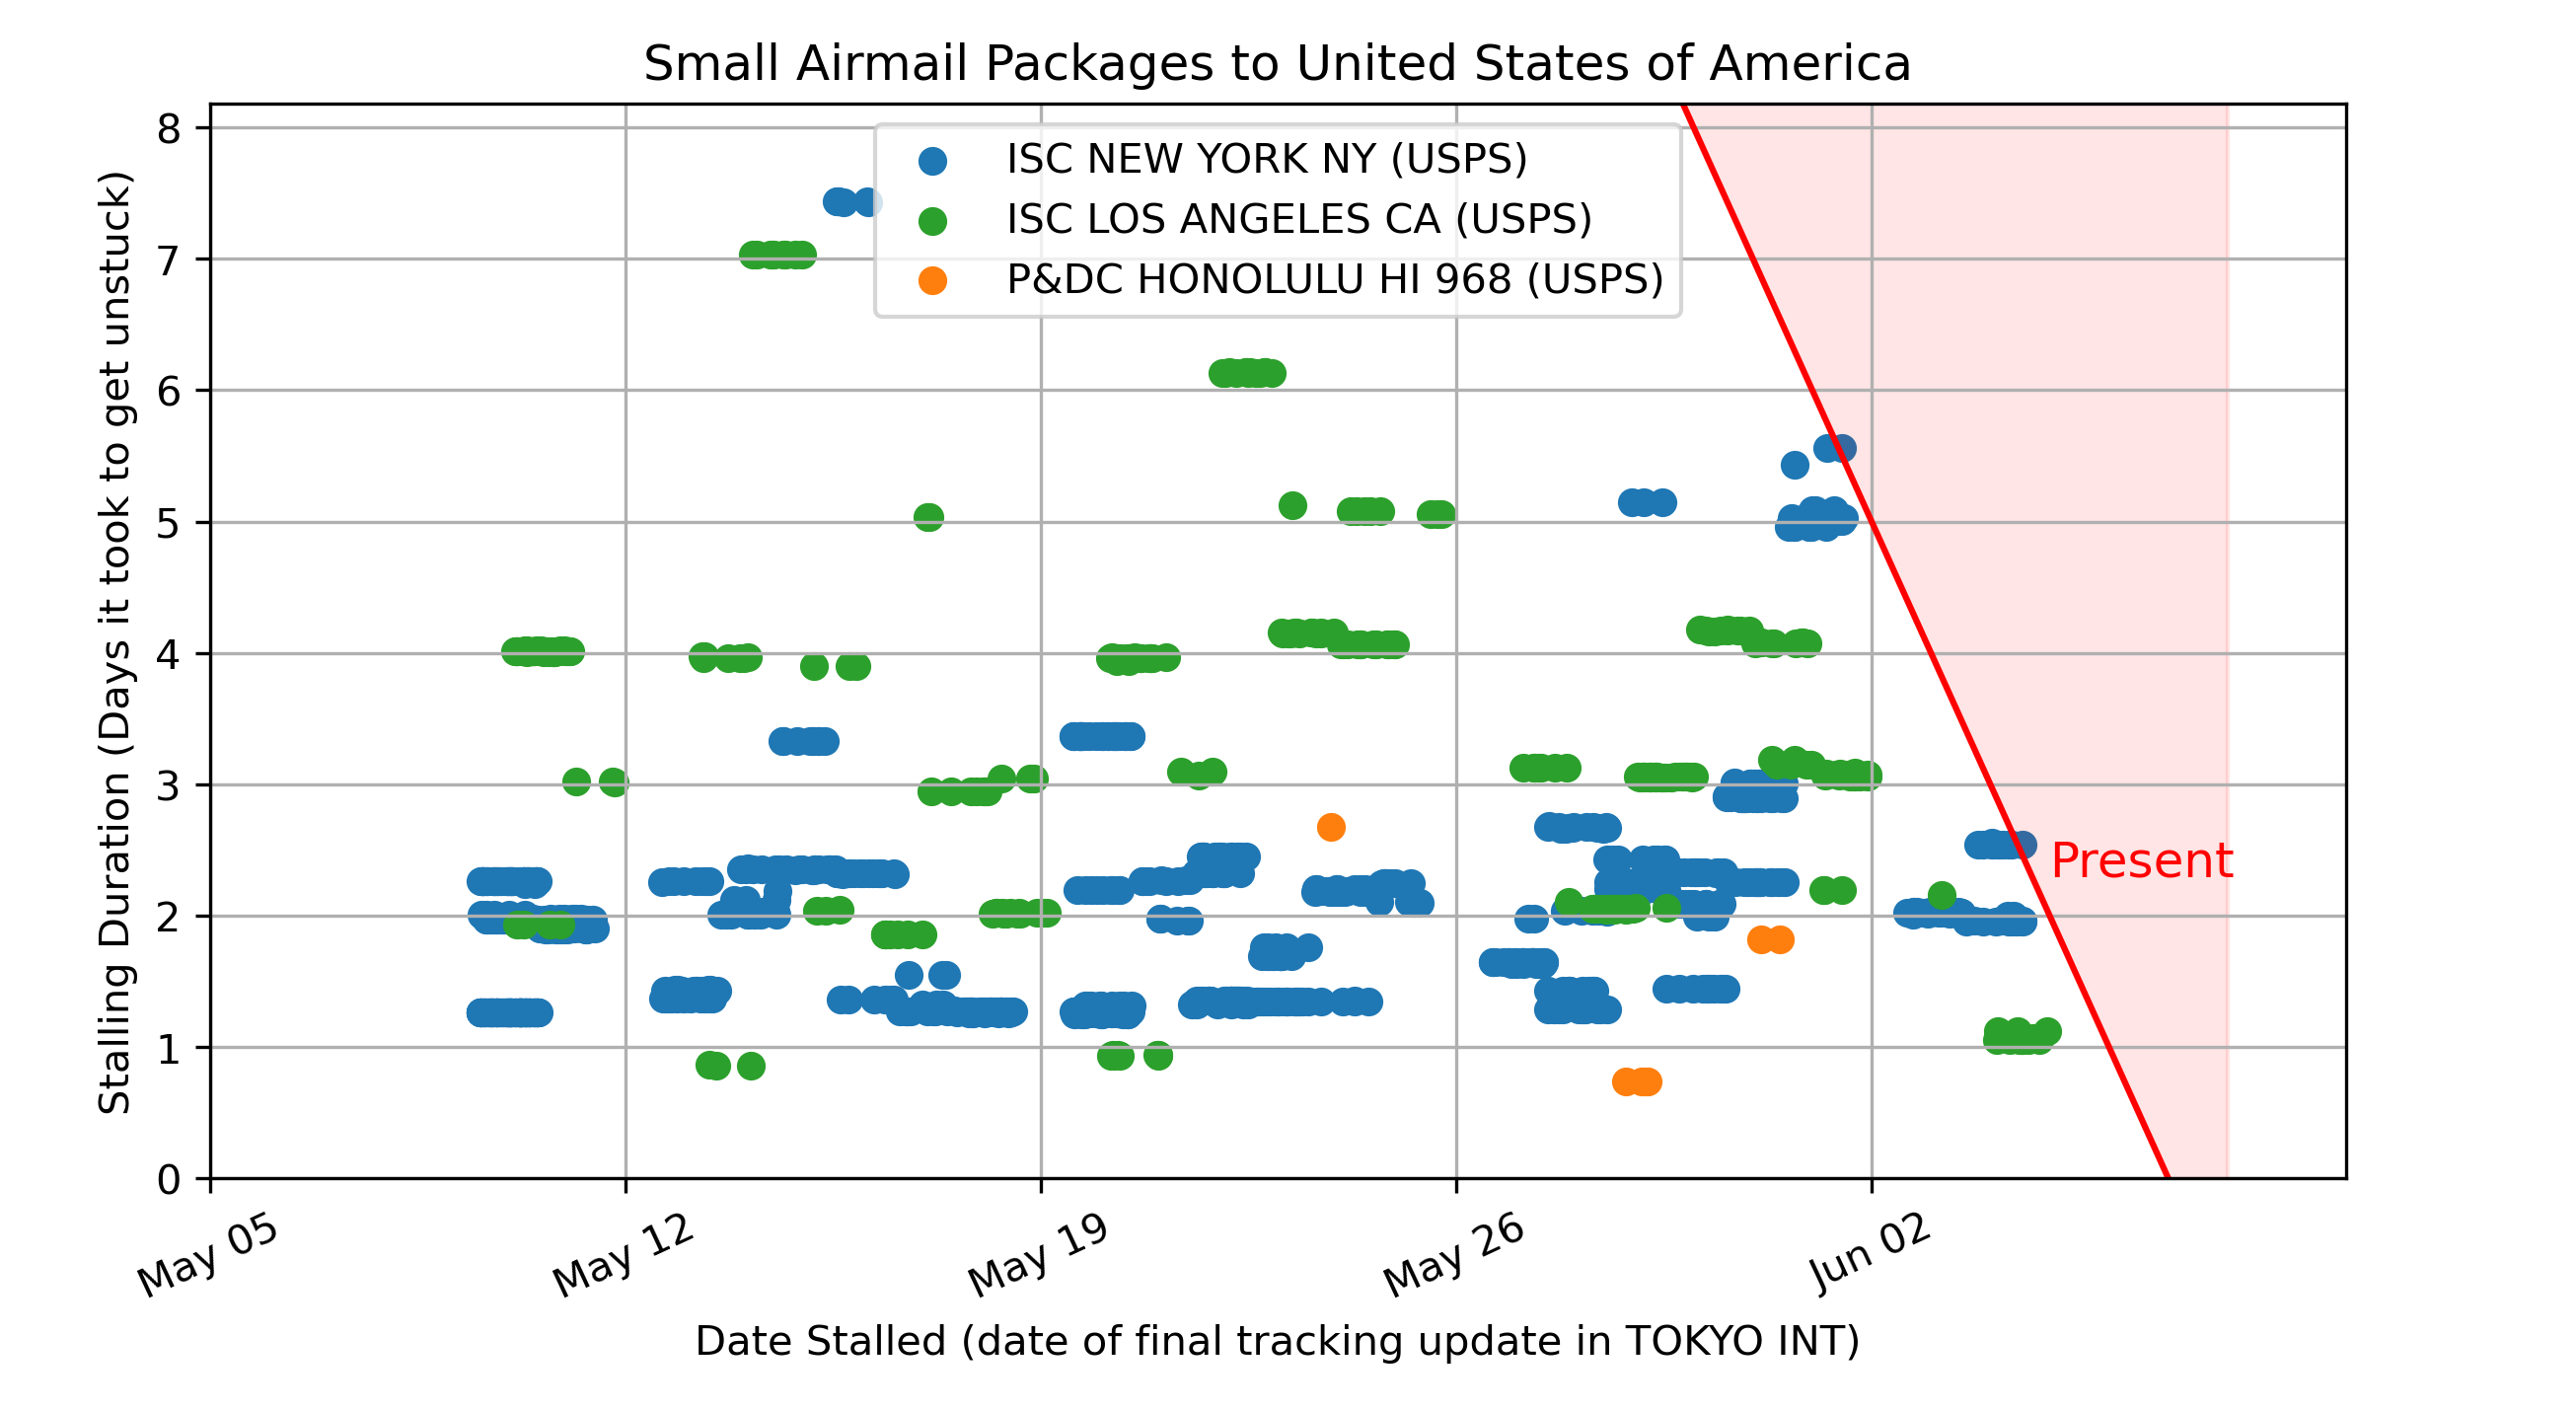 Small Airmail Packages to United States of America
Stalling Duration (Days it took to get unstuck)
8
7
6
5
4
3
2
1
0
ISC NEW YORK NY (USPS)
ISC LOS ANGELES CA (USPS)
P&DC HONOLULU HI 968 (USPS)
Present
May 05
May 12
May 19
May 26
Jun 02
Date Stalled (date of final tracking update in TOKYO INT)